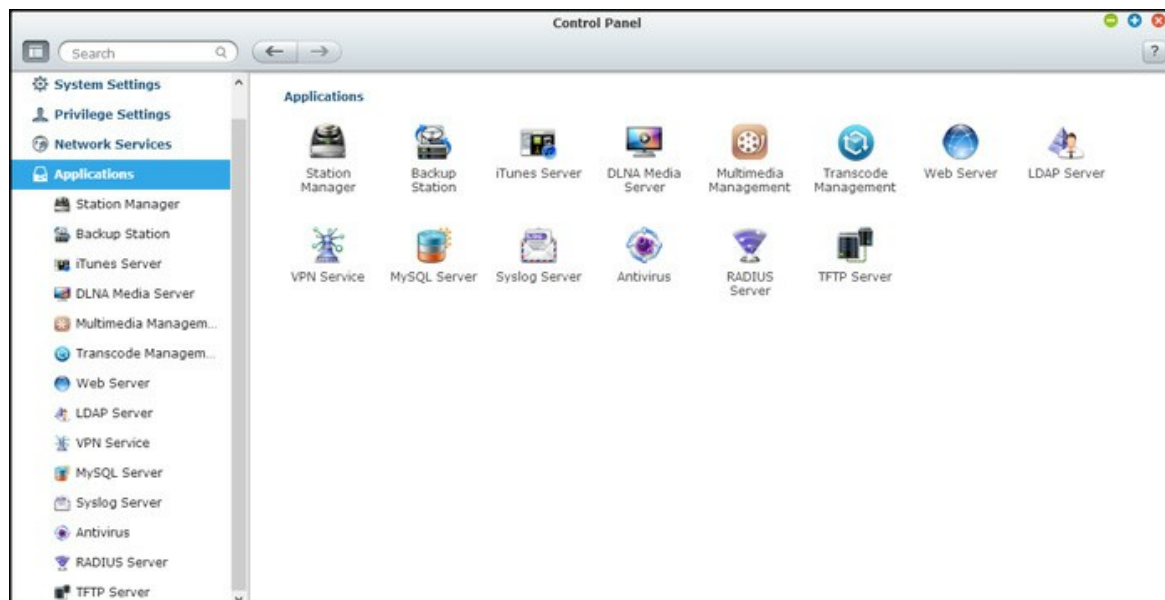 Control Panel
Search
?
System Settings
Privilege Settings
Network Services
Applications
Station Manager
Backup Station
iTunes Server
DLNA Media Server
Multimedia Managem...
Transcode Managem...
Web Server
LDAP Server
VPN Service
MySQL Server
Syslog Server
Antivirus
RADIUS Server
TFTP Server
Applications
Station
Manager
Backup
Station
iTunes Server
DLNA Media
Server
Multimedia
Management
Transcode
Management
Web Server
LDAP Server
VPN Service
MySQL Server
Syslog Server
Antivirus
RADIUS
Server
TFTP Server